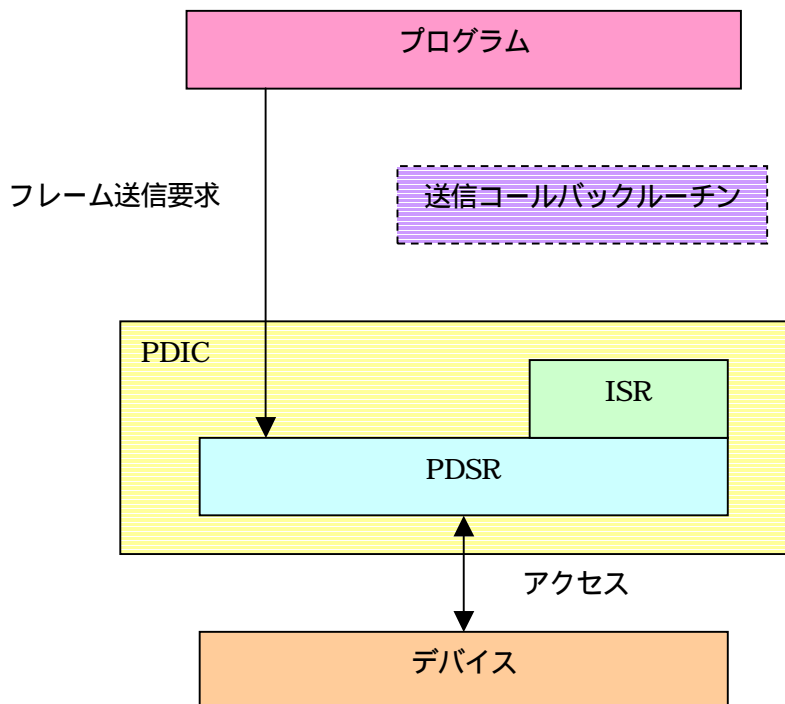 プログラム
フレーム送信要求
送信コールバックルーチン
PDIC
ISR
PDSR
アクセス
デバイス